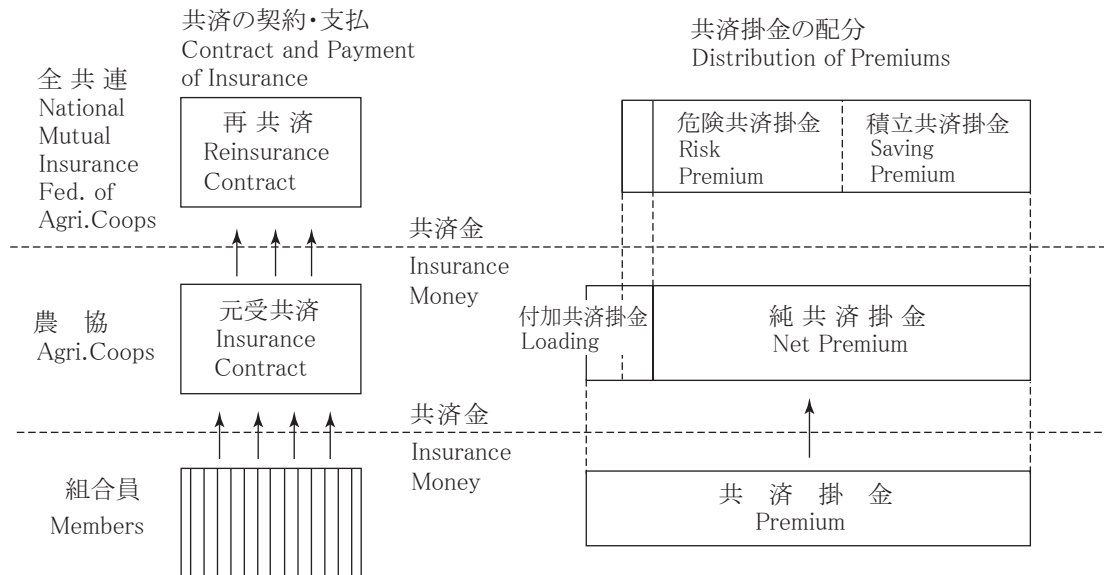 共済の契約・支払
Contract and Payment
of Insurance
共済掛金の配分
Distribution of Premiums
全 共 連
National
Mutual
Insurance
Fed. of
Agri.Coops
再 共 済
Reinsurance
Contract
危険共済掛金
Risk
Premium
積立共済掛金
Saving
Premium
共済金
Insurance
Money
農　協
Agri.Coops
元受共済
Insurance
Contract
付加共済掛金
Loading
純 共 済 掛 金
Net Premium
共済金
Insurance
Money
組合員
Members
共　済　掛　金
Premium